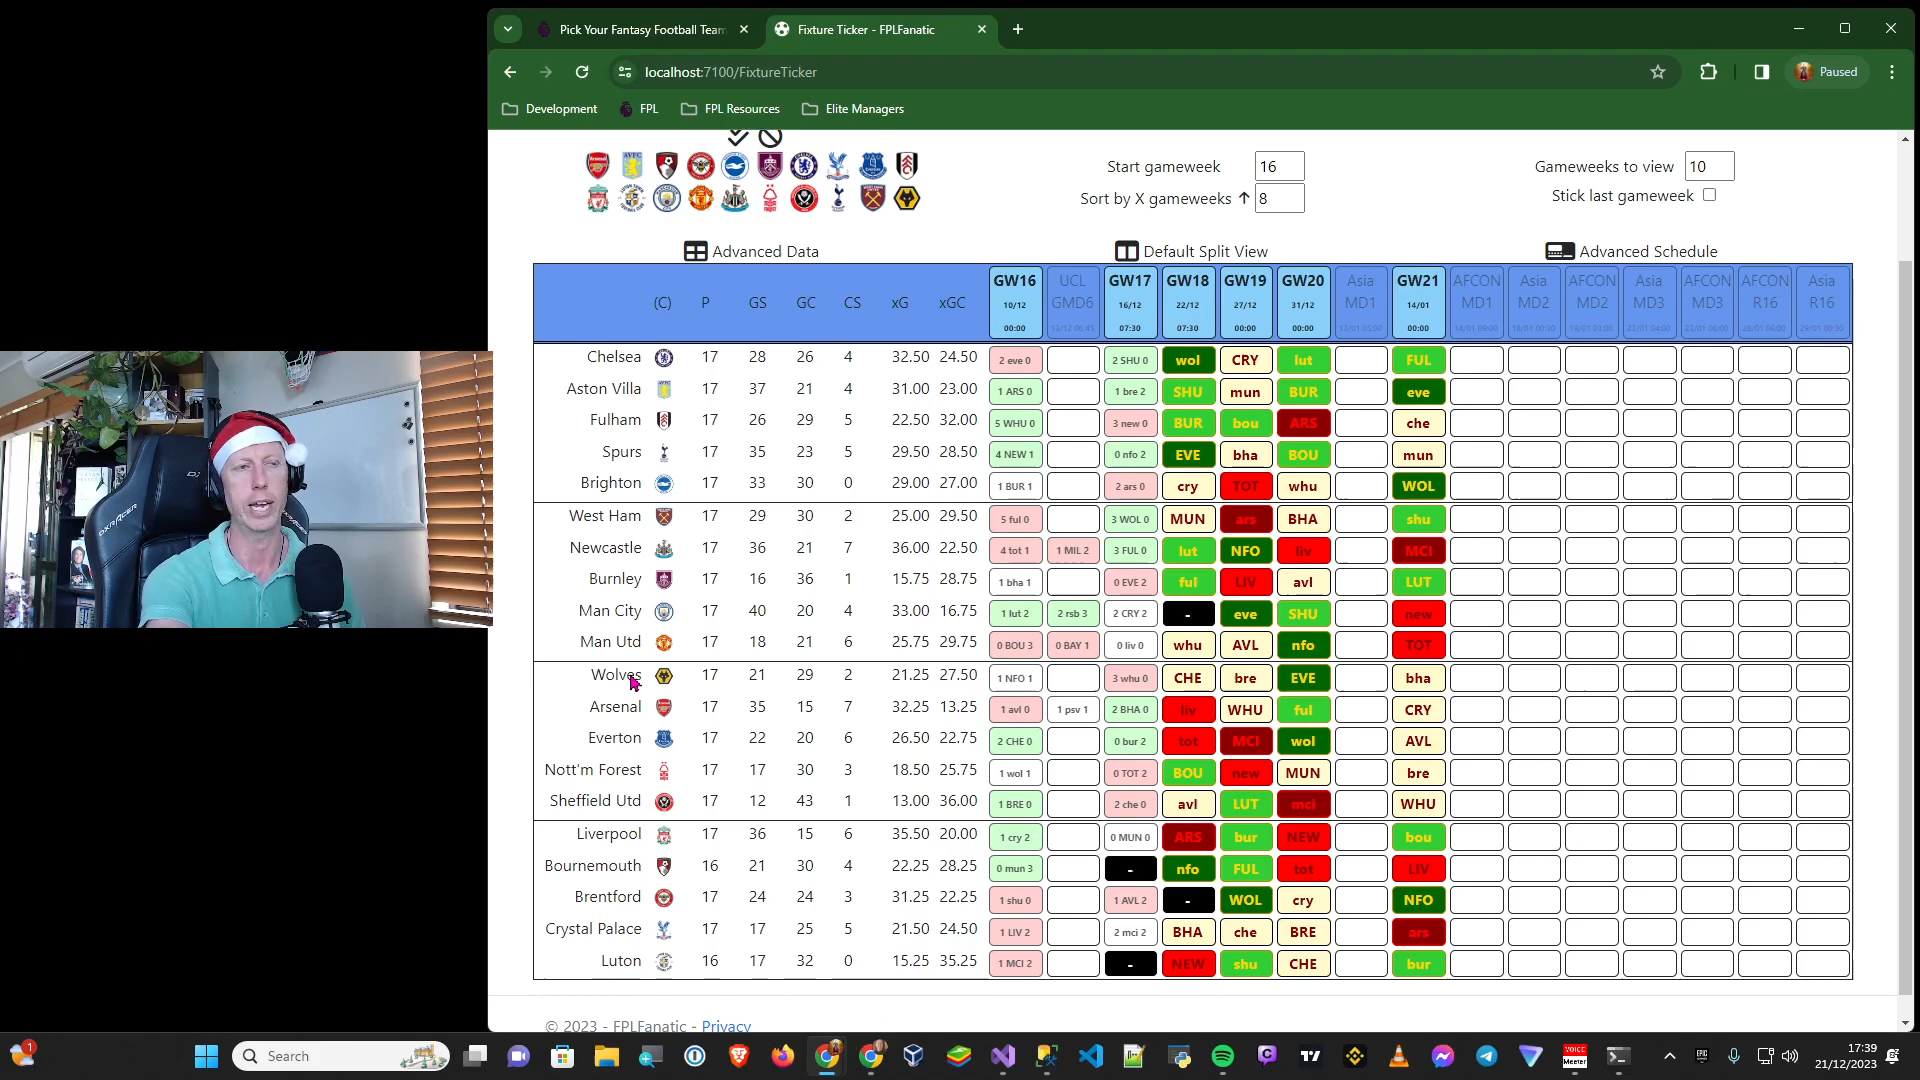 Pick Your Fantasy Football Team
Fixture Ticker - FPLFanatic
localhost:7100/FixtureTicker
Paused
Development
FPL
FPL Resources
Elite Managers
Start gameweek 16
Gameweeks to view 10
Sort by X gameweeks 8
Stick last gameweek
Advanced Data
Default Split View
Advanced Schedule
(C) P GS GC CS xG xGC GW16 UCL GMD6 GW17 GW18 GW19 GW20 Asia MD1 GW21 AFCON MD1 Asia MD2 AFCON MD2 Asia MD3 AFCON MD3 AFCON R16 Asia R16
10/12 16/12 22/12 27/12 31/12 14/01
00:00 07:30 07:30 00:00 00:00 00:00
Chelsea 17 28 26 4 32.50 24.50 2 eve 0 2 SHU 0 wol CRY lut FUL
Aston Villa 17 37 21 4 31.00 23.00 1 ARS 0 1 bre 2 SHU mun BUR eve
Fulham 17 26 29 5 22.50 32.00 5 WHU 0 3 new 0 BUR bou ARS che
Spurs 17 35 23 5 29.50 28.50 4 NEW 1 0 nfo 2 EVE bha BOU mun
Brighton 17 33 30 0 29.00 27.00 1 BUR 1 2 ars 0 cry TOT whu WOL
West Ham 17 29 30 2 25.00 29.50 5 ful 0 3 WOL 0 MUN ars BHA shu
Newcastle 17 36 21 7 36.00 22.50 4 tot 1 1 MIL 2 3 FUL 0 lut NFO liv MCI
Burnley 17 16 36 1 15.75 28.75 1 bha 1 0 EVE 2 ful LIV avl LUT
Man City 17 40 20 4 33.00 16.75 1 lut 2 2 rsb 3 2 CRY 2 - eve SHU new
Man Utd 17 18 21 6 25.75 29.75 0 BOU 3 0 BAY 1 0 liv 0 whu AVL nfo TOT
Wolves 17 21 29 2 21.25 27.50 1 NFO 1 3 whu 0 CHE bre EVE bha
Arsenal 17 35 15 7 32.25 13.25 1 avl 0 1 psv 1 2 BHA 0 liv WHU ful CRY
Everton 17 22 20 6 26.50 22.75 2 CHE 0 0 bur 2 tot MCI wol AVL
Nott'm Forest 17 17 30 3 18.50 25.75 1 wol 1 0 TOT 2 BOU new MUN bre
Sheffield Utd 17 12 43 1 13.00 36.00 1 BRE 0 2 che 0 avl LUT mci WHU
Liverpool 17 36 15 6 35.50 20.00 1 cry 2 0 MUN 0 ARS bur NEW bou
Bournemouth 16 21 30 4 22.25 28.25 0 mun 3 - nfo FUL tot LIV
Brentford 17 24 24 3 31.25 22.25 1 shu 0 1 AVL 2 - WOL cry NFO
Crystal Palace 17 17 25 5 21.50 24.50 1 LIV 2 2 mci 2 BHA che BRE ars
Luton 16 17 32 0 15.25 35.25 1 MCI 2 - NEW shu CHE bur
© 2023 - FPLFanatic - Privacy
Search
17:39
21/12/2023